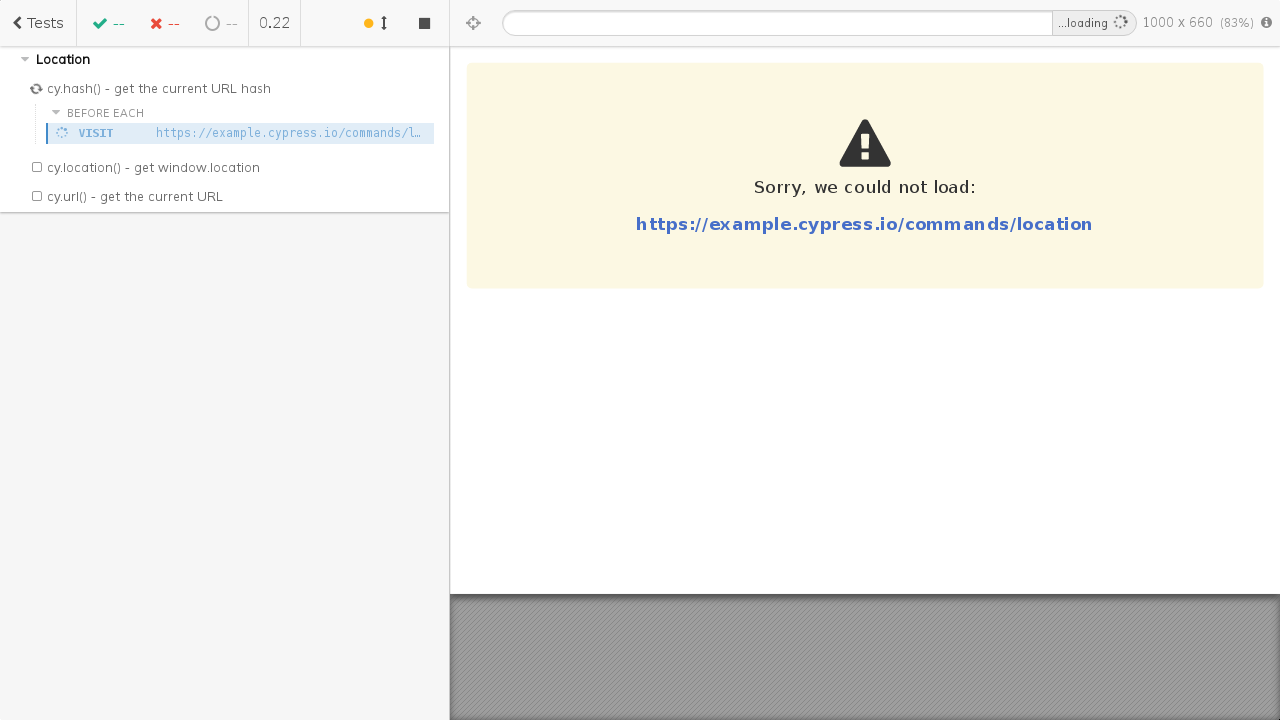 Tests
--
--
--
0.22
Location
cy.hash() - get the current URL hash
BEFORE EACH
VISIT https://example.cypress.io/commands/l...
cy.location() - get window.location
cy.url() - get the current URL
...loading
1000 x 660 (83%)
Sorry, we could not load:
https://example.cypress.io/commands/location